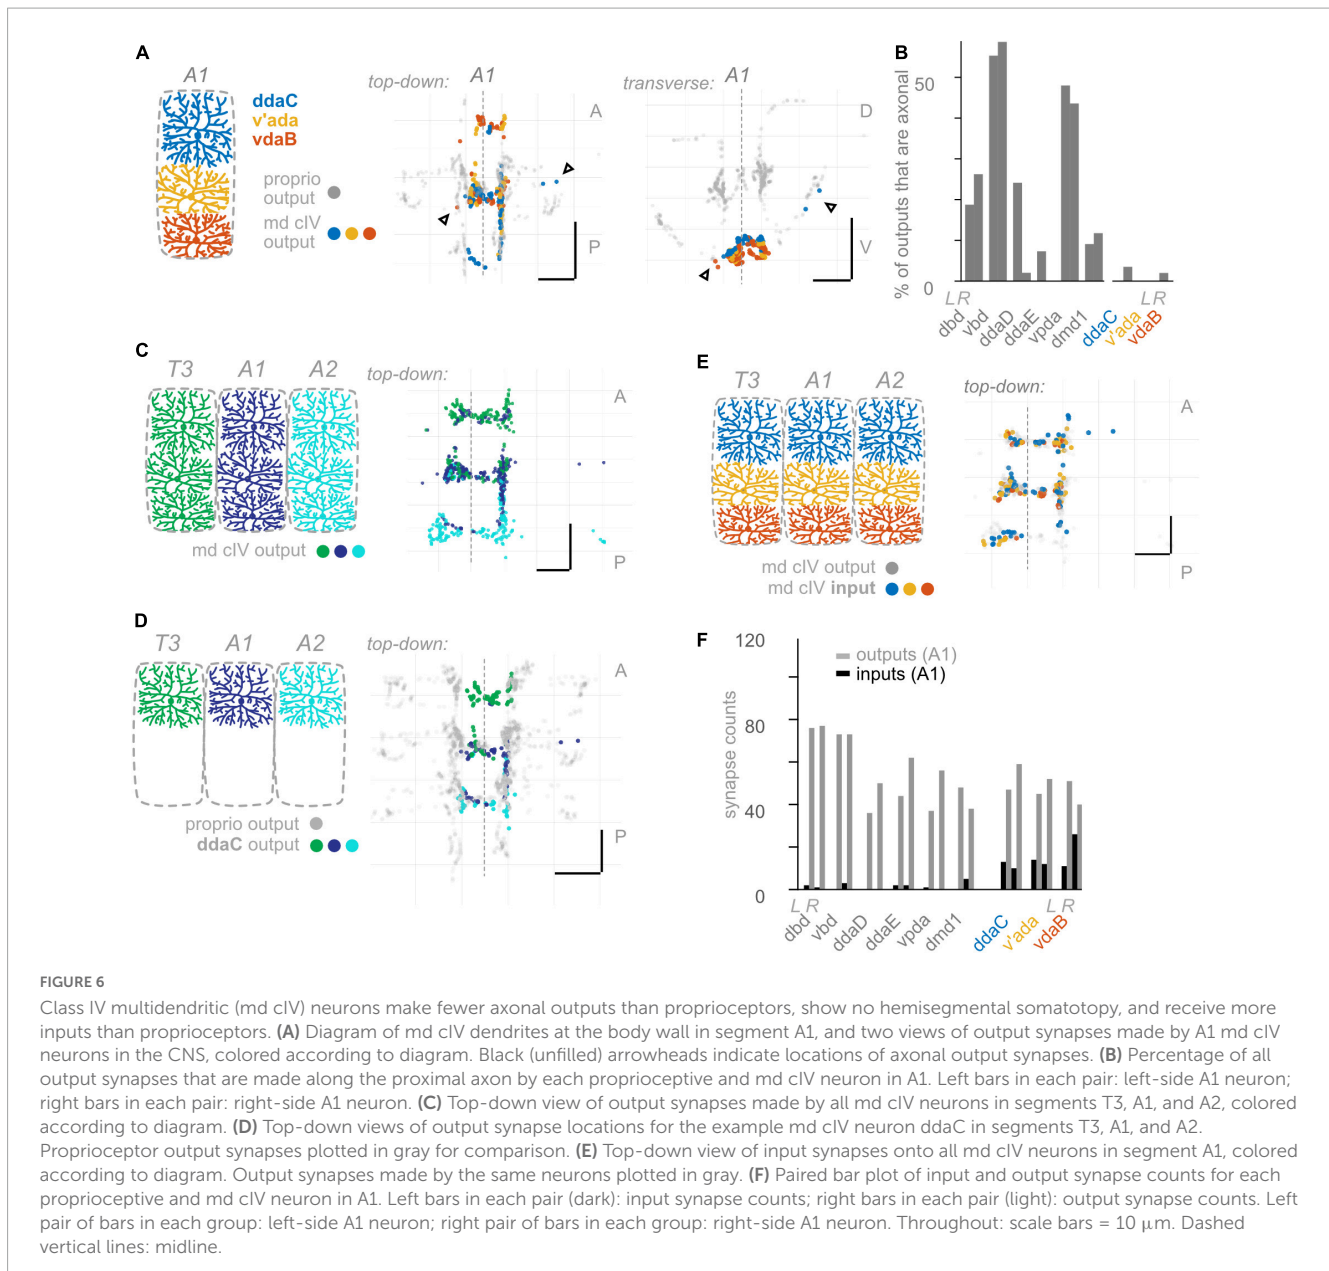 A
A1
ddaC
v'ada
vdaB
proprio
output
md cIV
output
top-down:
A1
A
P
transverse:
A1
D
V
B
% of outputs that are axonal
50
0
L R
L R
dbd
vbd
ddaD
ddaE
vpda
dmd1
ddaC
v'ada
vdaB
C
T3 A1 A2
md cIV output
top-down:
A
P
E
T3 A1 A2
md cIV output
md cIV input
top-down:
A
P
D
T3 A1 A2
proprio output
ddaC output
top-down:
A
P
F
120
80
40
0
synapse counts
outputs (A1)
inputs (A1)
L R
L R
dbd
vbd
ddaD
ddaE
vpda
dmd1
ddaC
v'ada
vdaB
FIGURE 6
Class IV multidendritic (md cIV) neurons make fewer axonal outputs than proprioceptors, show no hemisegmental somatotopy, and receive more
inputs than proprioceptors. (A) Diagram of md cIV dendrites at the body wall in segment A1, and two views of output synapses made by A1 md cIV
neurons in the CNS, colored according to diagram. Black (unfilled) arrowheads indicate locations of axonal output synapses. (B) Percentage of all
output synapses that are made along the proximal axon by each proprioceptive and md cIV neuron in A1. Left bars in each pair: left-side A1 neuron;
right bars in each pair: right-side A1 neuron. (C) Top-down view of output synapses made by all md cIV neurons in segments T3, A1, and A2, colored
according to diagram. (D) Top-down views of output synapse locations for the example md cIV neuron ddaC in segments T3, A1, and A2.
Proprioceptor output synapses plotted in gray for comparison. (E) Top-down view of input synapses onto all md cIV neurons in segment A1, colored
according to diagram. Output synapses made by the same neurons plotted in gray. (F) Paired bar plot of input and output synapse counts for each
proprioceptive and md cIV neuron in A1. Left bars in each pair (dark): input synapse counts; right bars in each pair (light): output synapse counts. Left
pair of bars in each group: left-side A1 neuron; right pair of bars in each group: right-side A1 neuron. Throughout: scale bars = 10 μm. Dashed
vertical lines: midline.